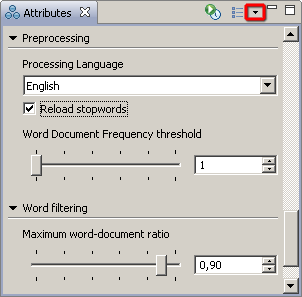 Attributes
Preprocessing
Processing Language
English
Reload stopwords
Word Document Frequency threshold
1
Word filtering
Maximum word-document ratio
0,90